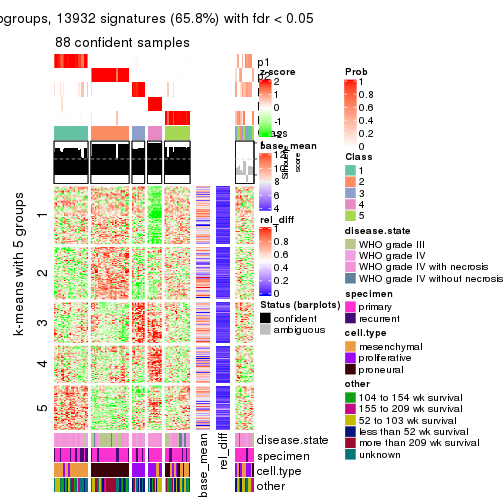 ogroups, 13932 signatures (65.8%) with fdr < 0.05
88 confident samples
p1
z-score
2
1
0
-1
-2
base_mean
12
10
8
6
4
Silhouette
score
rel_diff
1
0.8
0.6
0.4
0.2
0
Status (barplots)
confident
ambiguous
Prob
1
0.8
0.6
0.4
0.2
0
Class
1
2
3
4
5
disease.state
WHO grade III
WHO grade IV
WHO grade IV with necrosis
WHO grade IV without necrosis
specimen
primary
recurrent
cell.type
mesenchymal
proliferative
proneural
other
104 to 154 wk survival
155 to 209 wk survival
52 to 103 wk survival
less than 52 wk survival
more than 209 wk survival
unknown
k-means with 5 groups
1
2
3
4
5
disease.state
specimen
cell.type
other
base_mean
rel_diff